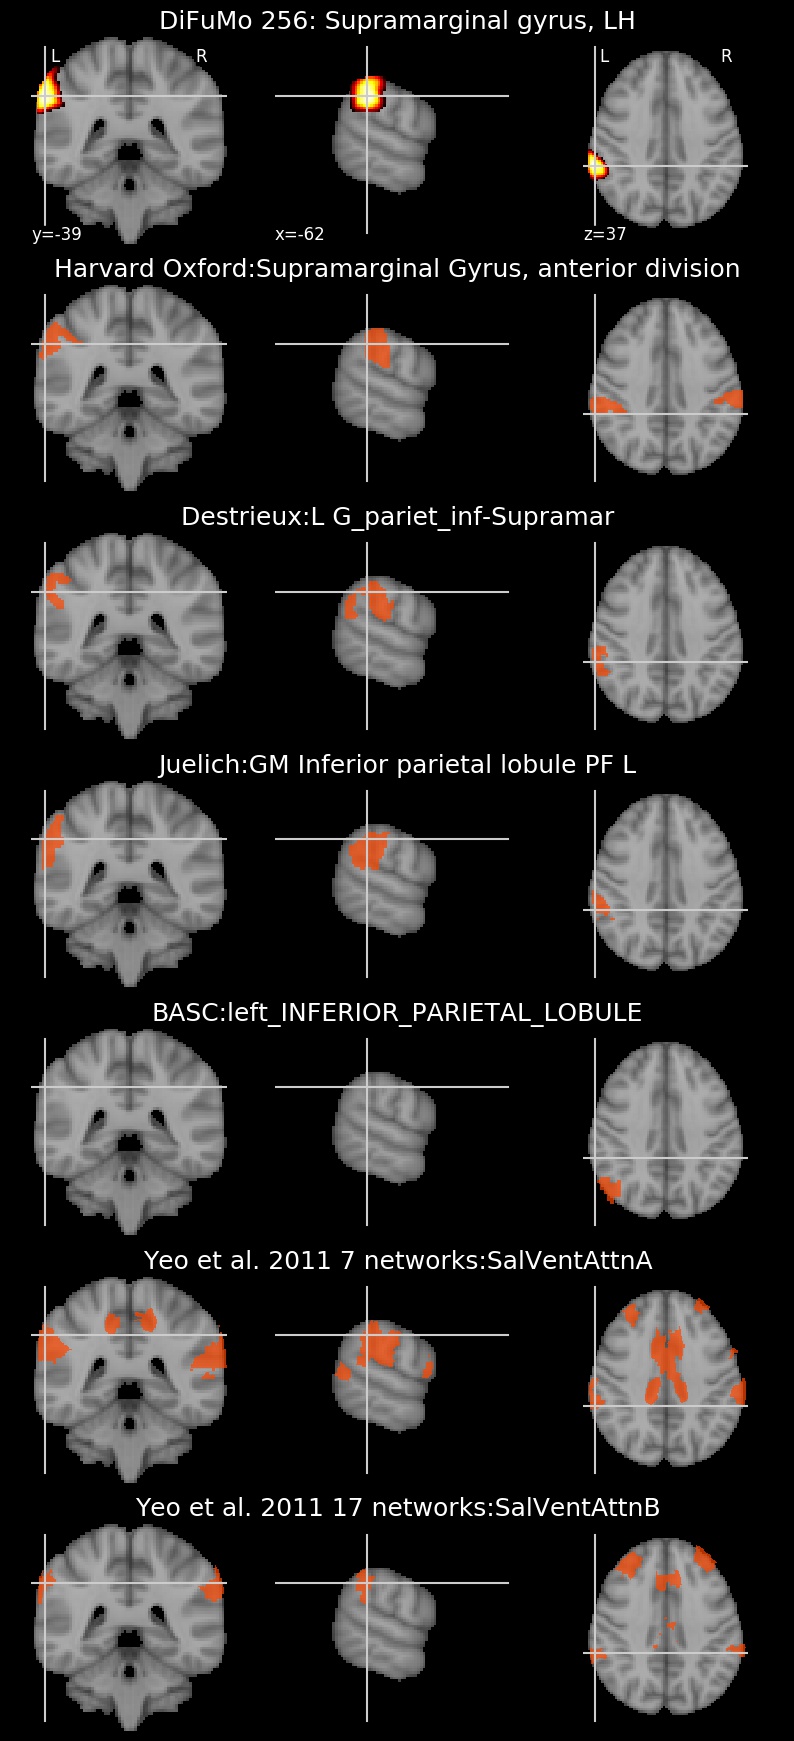 DiFuMo 256: Supramarginal gyrus, LH
L R L R
y=-39 x=-62 z=37
Harvard Oxford:Supramarginal Gyrus, anterior division
Destrieux:L G_pariet_inf-Supramar
Juelich:GM Inferior parietal lobule PF L
BASC:left_INFERIOR_PARIETAL_LOBULE
Yeo et al. 2011 7 networks:SalVentAttnA
Yeo et al. 2011 17 networks:SalVentAttnB